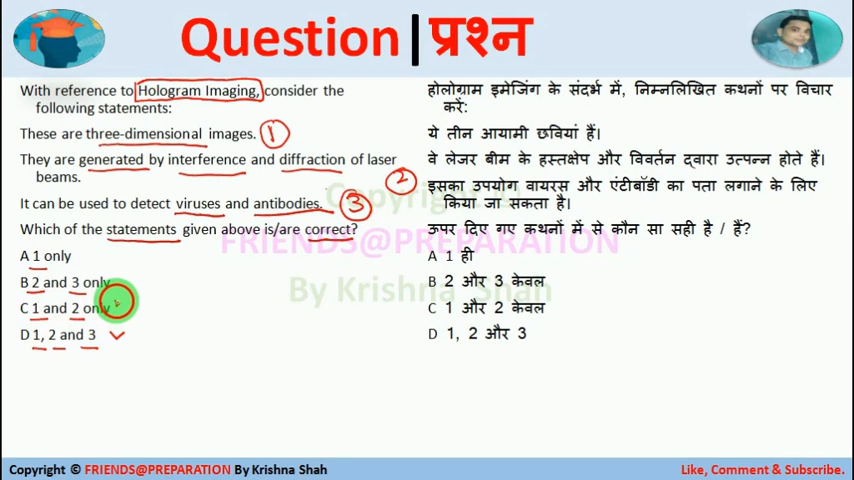 Question|प्रश्न
With reference to Hologram Imaging, consider the
following statements:
These are three-dimensional images. 1
They are generated by interference and diffraction of laser
beams. 2
It can be used to detect viruses and antibodies. 3
Which of the statements given above is/are correct?
A 1 only
B 2 and 3 only
C 1 and 2 only
D 1, 2 and 3
होलोग्राम इमेजिंग के संदर्भ में, निम्नलिखित कथनों पर विचार
करें:
ये तीन आयामी छवियां हैं।
वे लेजर बीम के हस्तक्षेप और विवर्तन द्वारा उत्पन्न होते हैं।
इसका उपयोग वायरस और एंटीबॉडी का पता लगाने के लिए
किया जा सकता है।
ऊपर दिए गए कथनों में से कौन सा सही है / हैं?
A 1 ही
B 2 और 3 केवल
C 1 और 2 केवल
D 1, 2 और 3
Copyright @
FRIENDS@PREPARATION
By Krishna Shah
Copyright © FRIENDS@PREPARATION By Krishna Shah
Like, Comment & Subscribe.